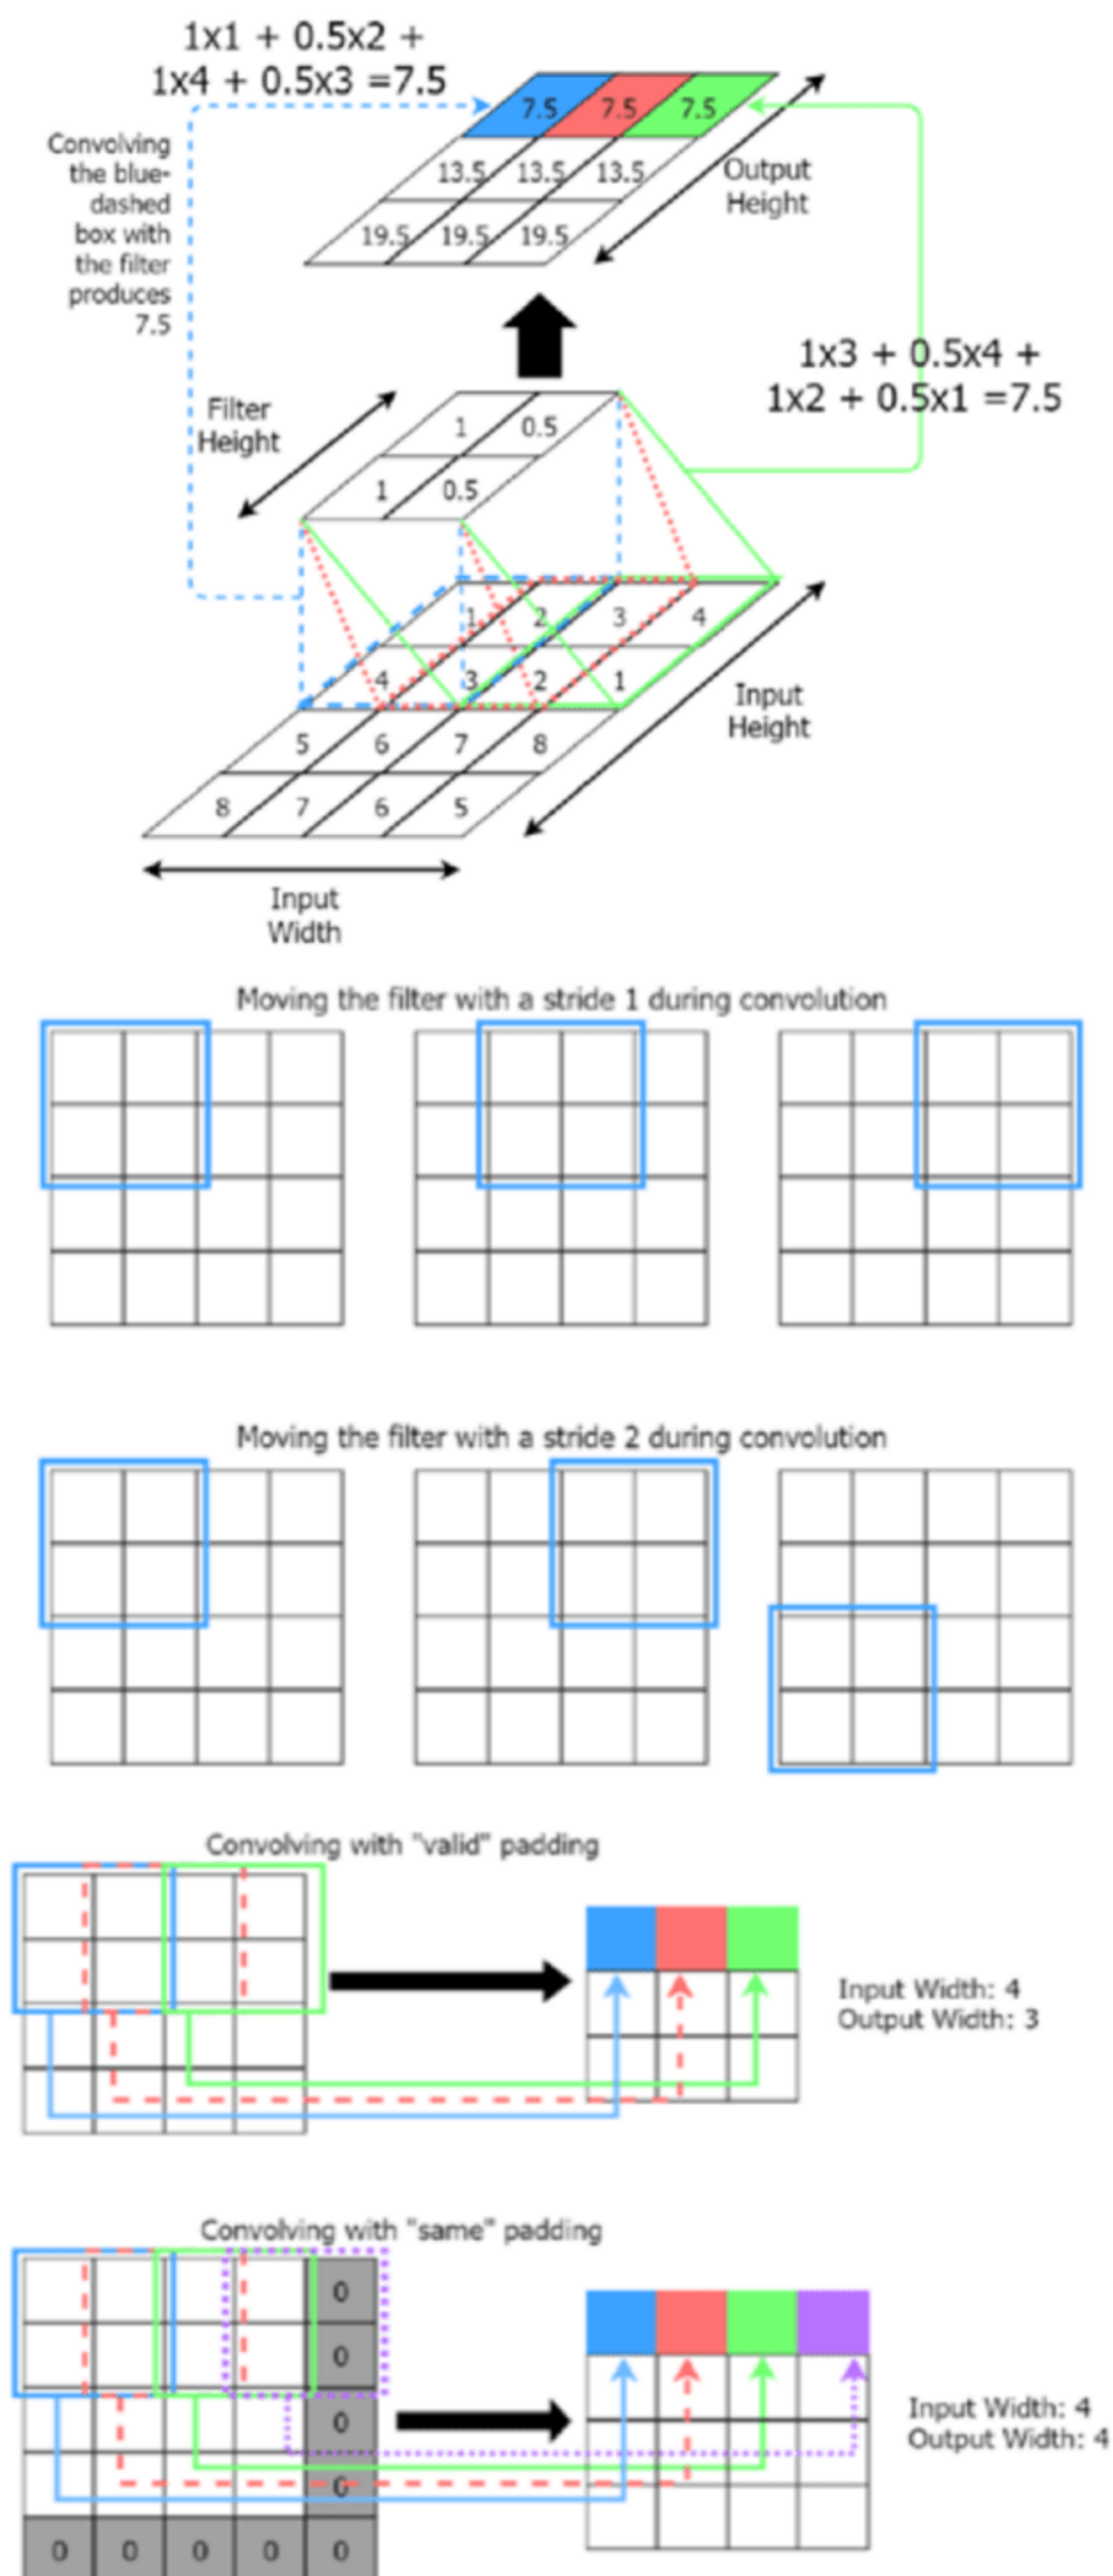 1x1 + 0.5x2 +
1x4 + 0.5x3 =7.5
7.5 7.5 7.5
Convolving
the blue-
dashed
box with
the filter
produces
7.5
13.5 13.5 13.5
19.5 19.5 19.5
Output
Height
1x3 + 0.5x4 +
1x2 + 0.5x1 =7.5
Filter
Height
1 0.5
1 0.5
1 2 3 4
4 3 2 1
5 6 7 8
8 7 6 5
Input
Height
Input
Width
Moving the filter with a stride 1 during convolution
Moving the filter with a stride 2 during convolution
Convolving with "valid" padding
Input Width: 4
Output Width: 3
Convolving with "same" padding
0
0
0
0
0 0 0 0 0
Input Width: 4
Output Width: 4